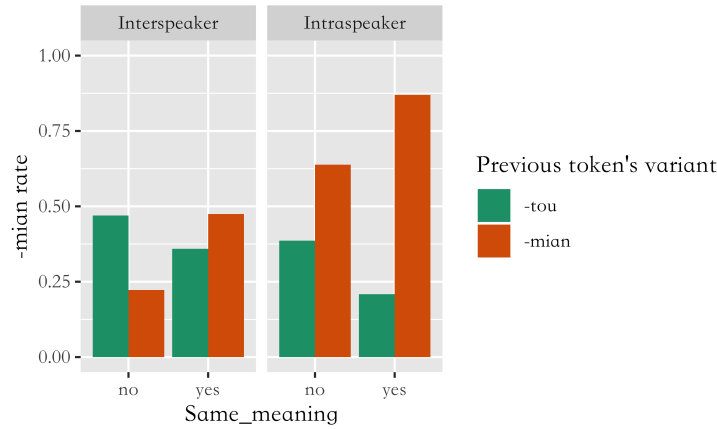 Interspeaker Intraspeaker
1.00
0.75
0.50
0.25
0.00
-mian rate
no yes no yes
Same_meaning
Previous token's variant
-tou
-mian